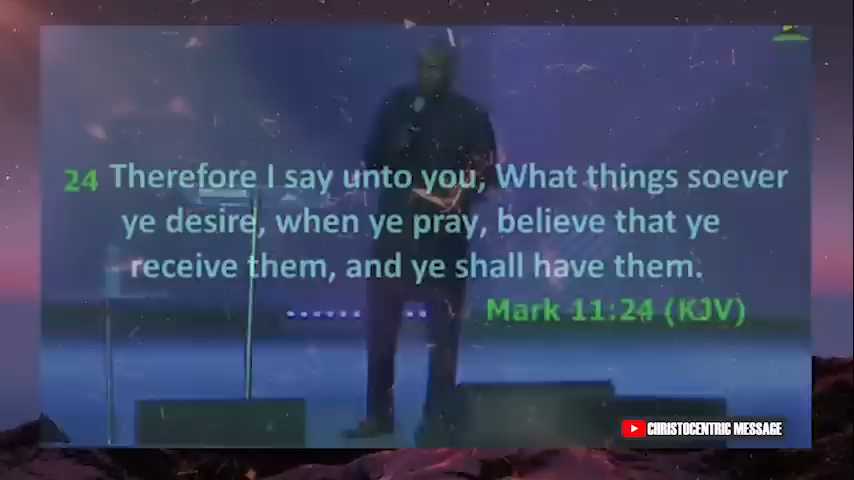 24 Therefore I say unto you, What things soever
ye desire, when ye pray, believe that ye
receive them, and ye shall have them.
Mark 11:24 (KJV)
CHRISTOCENTRIC MESSAGE